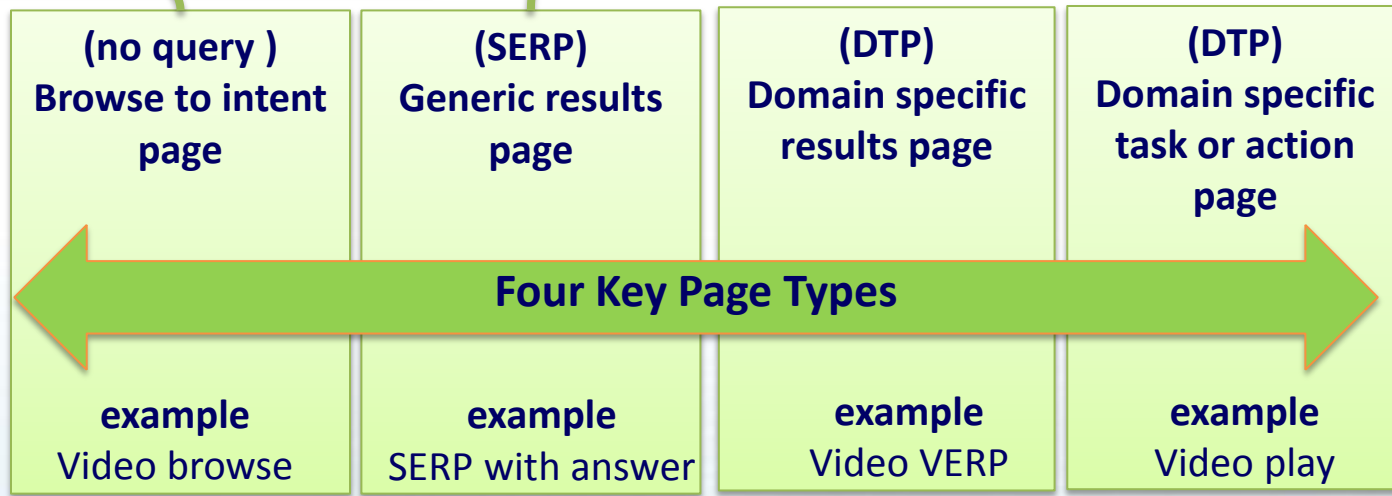 (no query )
Browse to intent
page
(SERP)
Generic results
page
(DTP)
Domain specific
results page
(DTP)
Domain specific
task or action
page
Four Key Page Types
example
Video browse
example
SERP with answer
example
Video VERP
example
Video play